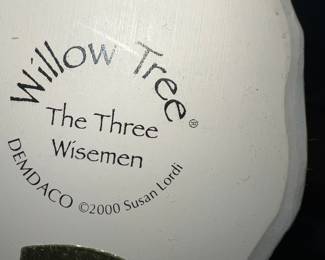 Willow Tree®
The Three
Wisemen
DEMDACO ©2000 Susan Lordi